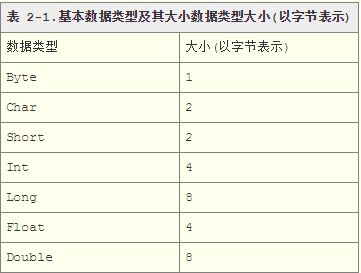 表 2-1.基本数据类型及其大小数据类型大小(以字节表示)
数据类型 大小(以字节表示)
Byte 1
Char 2
Short 2
Int 4
Long 8
Float 4
Double 8